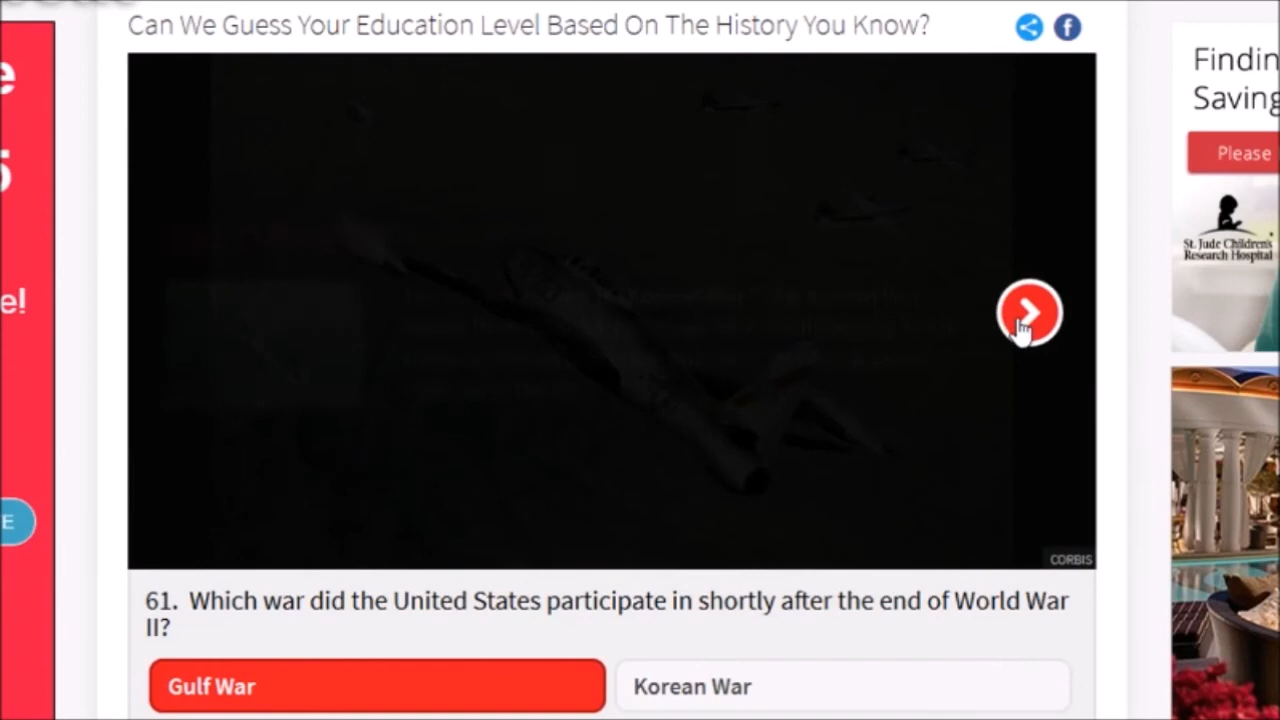 Can We Guess Your Education Level Based On The History You Know?
f
e
5
e!
E
Findin
Saving
Please
St. Jude Children's
Research Hospital
CORBIS
61. Which war did the United States participate in shortly after the end of World War
II?
Gulf War
Korean War